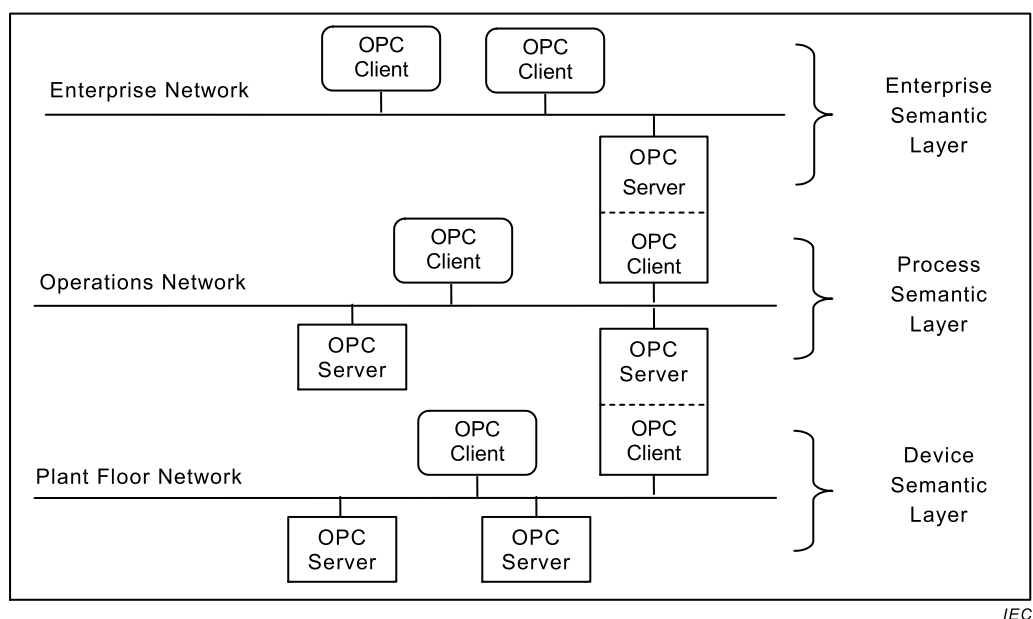 OPC
Client
OPC
Client
Enterprise Network
Enterprise
Semantic
Layer
OPC
Server
OPC
Client
OPC
Client
Operations Network
Process
Semantic
Layer
OPC
Server
OPC
Server
OPC
Client
OPC
Client
Plant Floor Network
Device
Semantic
Layer
OPC
Server
OPC
Server
IEC